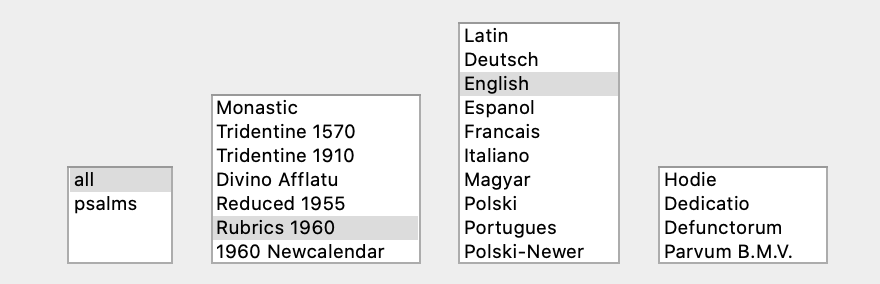 all
psalms
Monastic
Tridentine 1570
Tridentine 1910
Divino Afflatu
Reduced 1955
Rubrics 1960
1960 Newcalendar
Latin
Deutsch
English
Espanol
Francais
Italiano
Magyar
Polski
Portugues
Polski-Newer
Hodie
Dedicatio
Defunctorum
Parvum B.M.V.